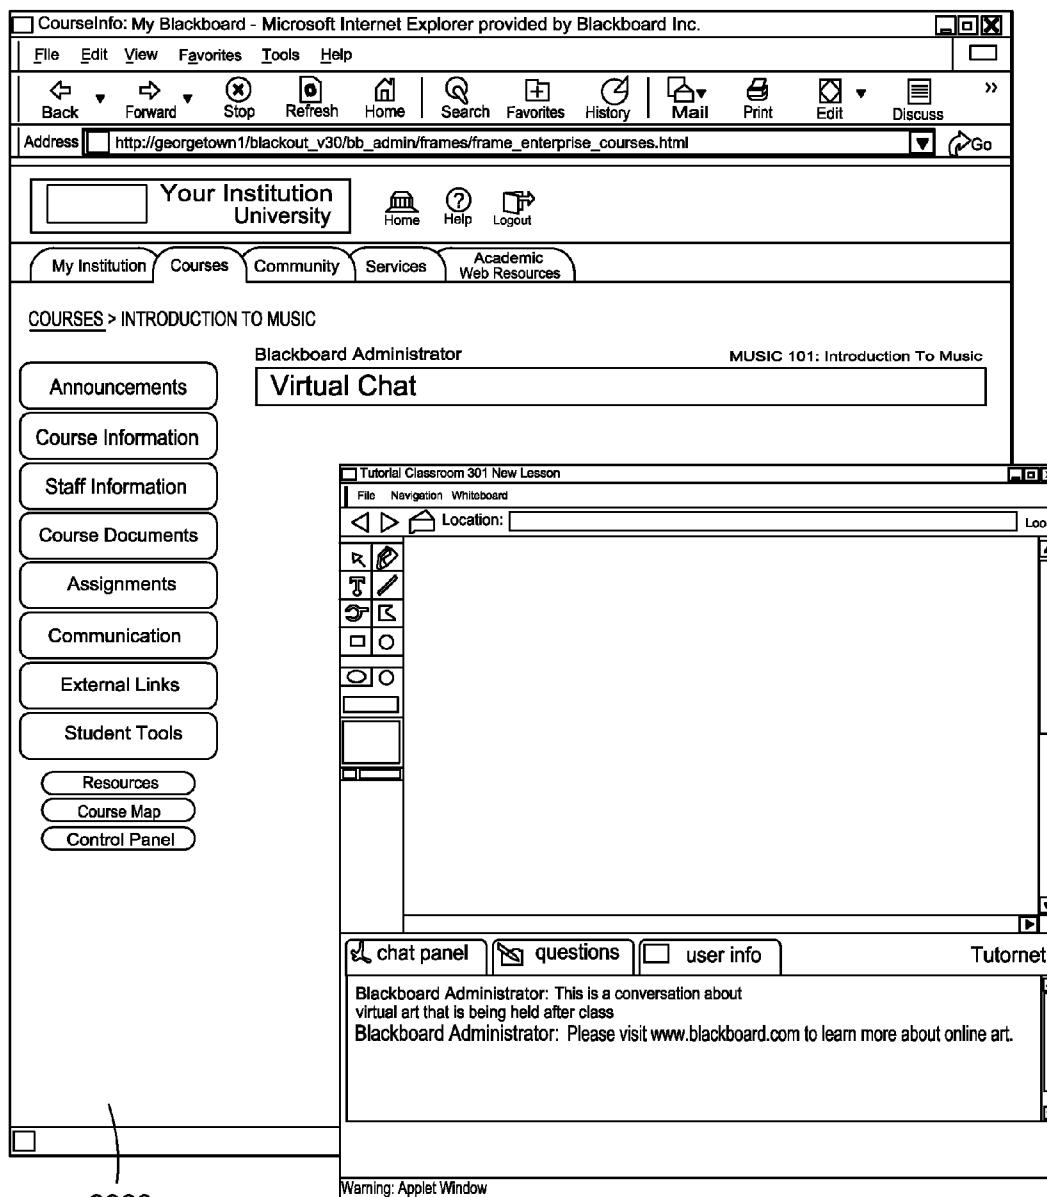 CourseInfo: My Blackboard - Microsoft Internet Explorer provided by Blackboard Inc.
File Edit View Favorites Tools Help
Back Forward Stop Refresh Home Search Favorites History Mail Print Edit Discuss »
Address http://georgetown1/blackout_v30/bb_admin/frames/frame_enterprise_courses.html Go
Your Institution
University
Home Help Logout
My Institution Courses Community Services Academic
Web Resources
COURSES > INTRODUCTION TO MUSIC
Blackboard Administrator MUSIC 101: Introduction To Music
Virtual Chat
Announcements
Course Information
Staff Information
Course Documents
Assignments
Communication
External Links
Student Tools
Resources
Course Map
Control Panel
Tutorial Classroom 301 New Lesson
File Navigation Whiteboard
Location: Loo
chat panel questions user info Tutornet
Blackboard Administrator: This is a conversation about
virtual art that is being held after class
Blackboard Administrator: Please visit www.blackboard.com to learn more about online art.
Warning: Applet Window